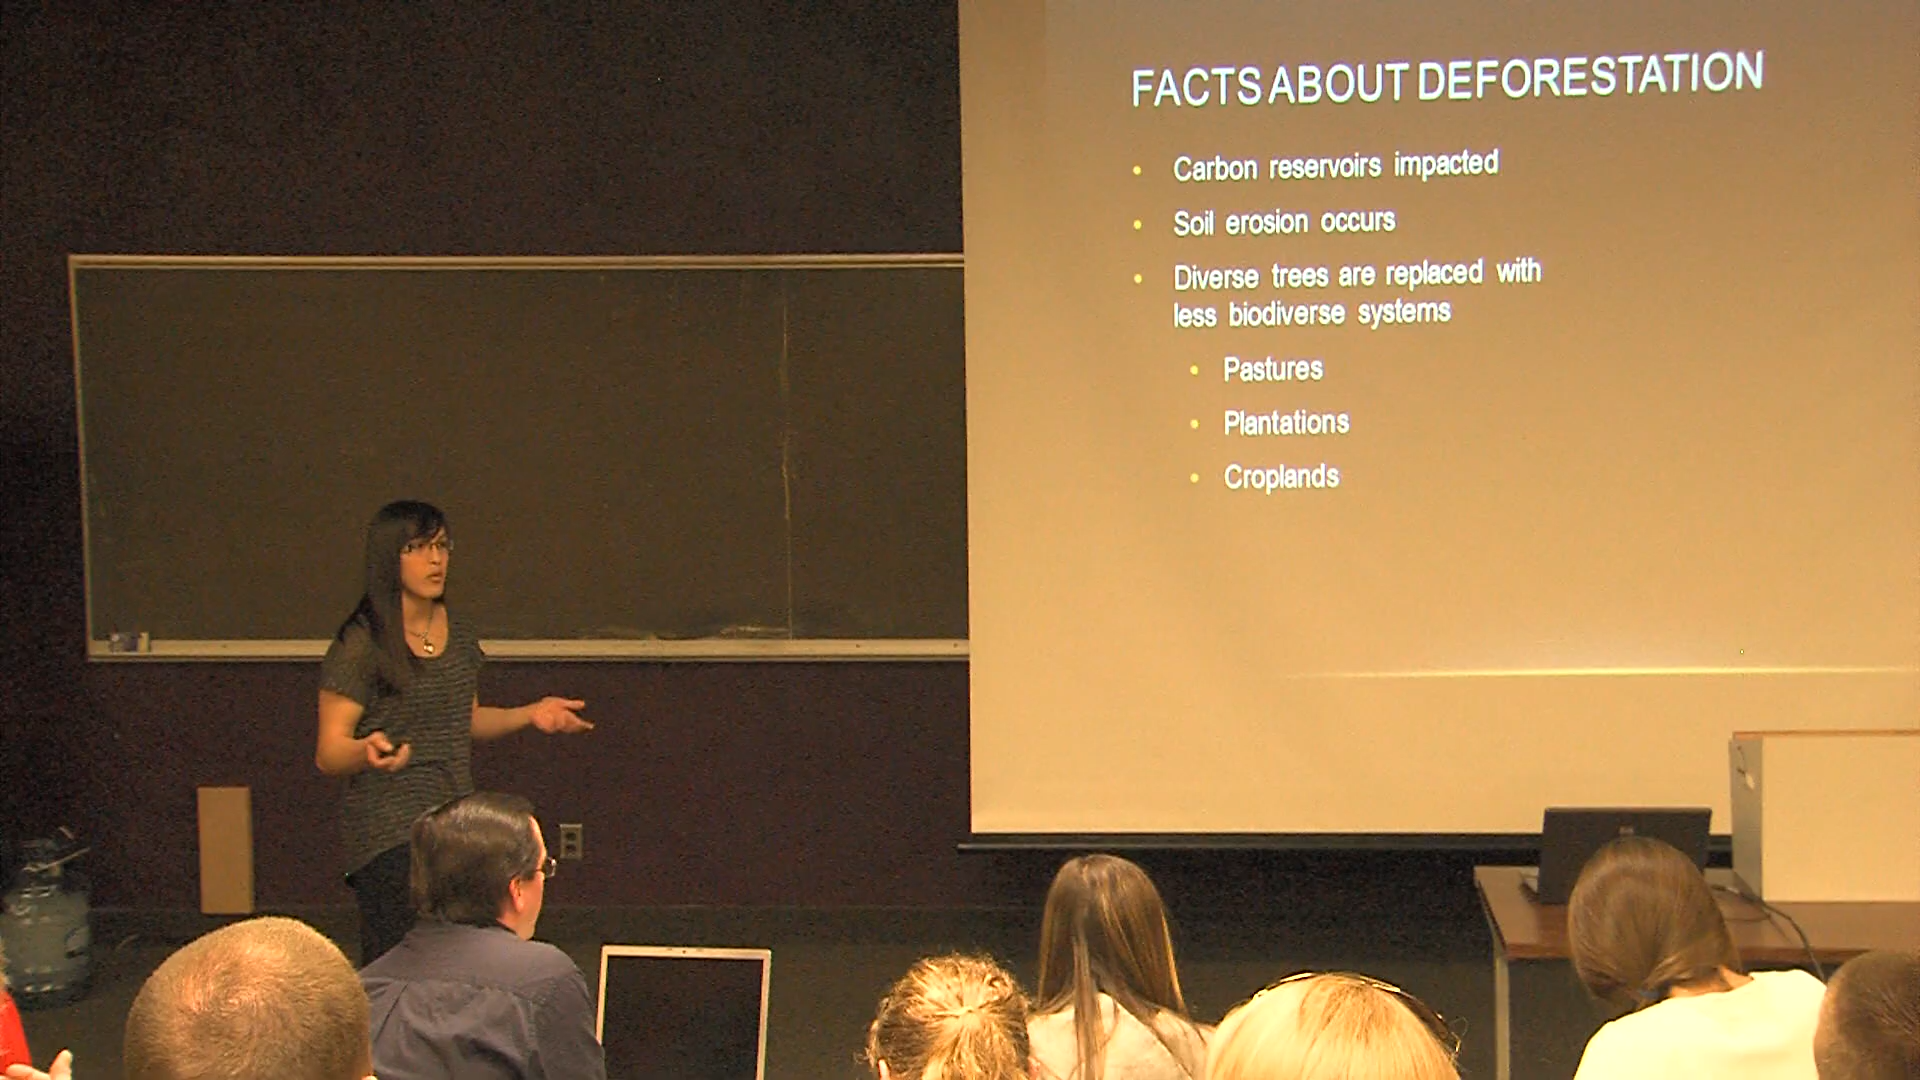 FACTS ABOUT DEFORESTATION
• Carbon reservoirs impacted
• Soil erosion occurs
• Diverse trees are replaced with
less biodiverse systems
• Pastures
• Plantations
• Croplands